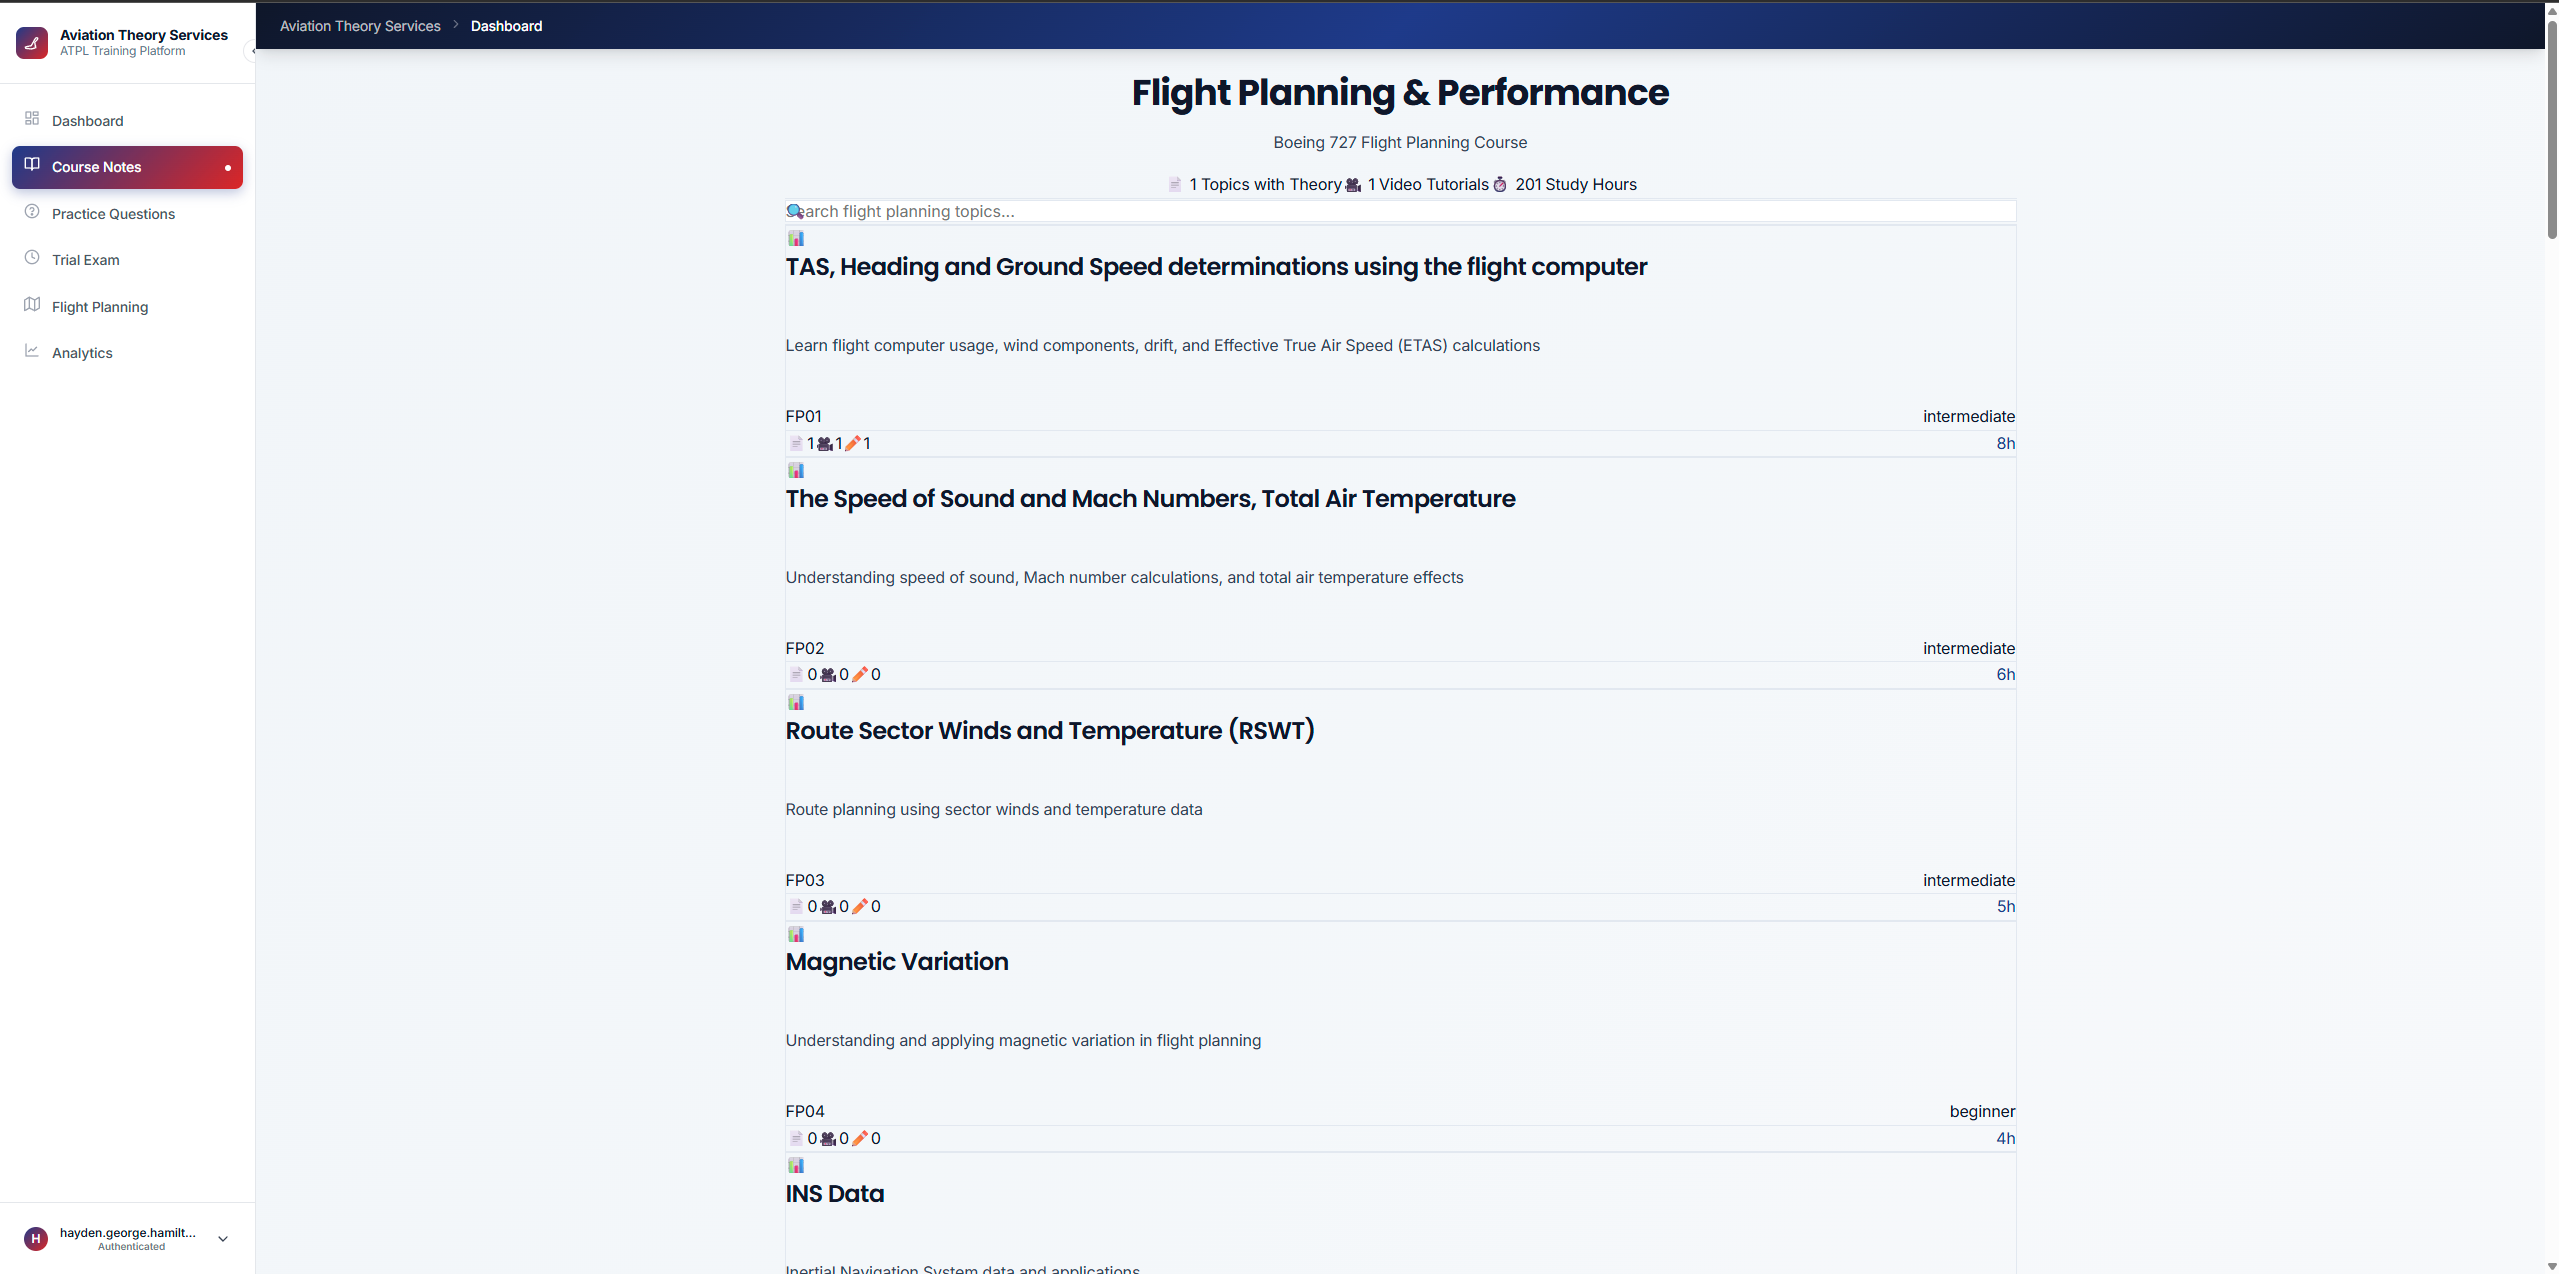 Aviation Theory Services
ATPL Training Platform
Dashboard
Course Notes
Practice Questions
Trial Exam
Flight Planning
Analytics
H
hayden.george.hamilt...
Authenticated
Aviation Theory Services > Dashboard
Flight Planning & Performance
Boeing 727 Flight Planning Course
1 Topics with Theory 1 Video Tutorials 201 Study Hours
Search flight planning topics...
TAS, Heading and Ground Speed determinations using the flight computer
Learn flight computer usage, wind components, drift, and Effective True Air Speed (ETAS) calculations
FP01 intermediate
1 1 1 8h
The Speed of Sound and Mach Numbers, Total Air Temperature
Understanding speed of sound, Mach number calculations, and total air temperature effects
FP02 intermediate
0 0 0 6h
Route Sector Winds and Temperature (RSWT)
Route planning using sector winds and temperature data
FP03 intermediate
0 0 0 5h
Magnetic Variation
Understanding and applying magnetic variation in flight planning
FP04 beginner
0 0 0 4h
INS Data
Inertial Navigation System data and applications